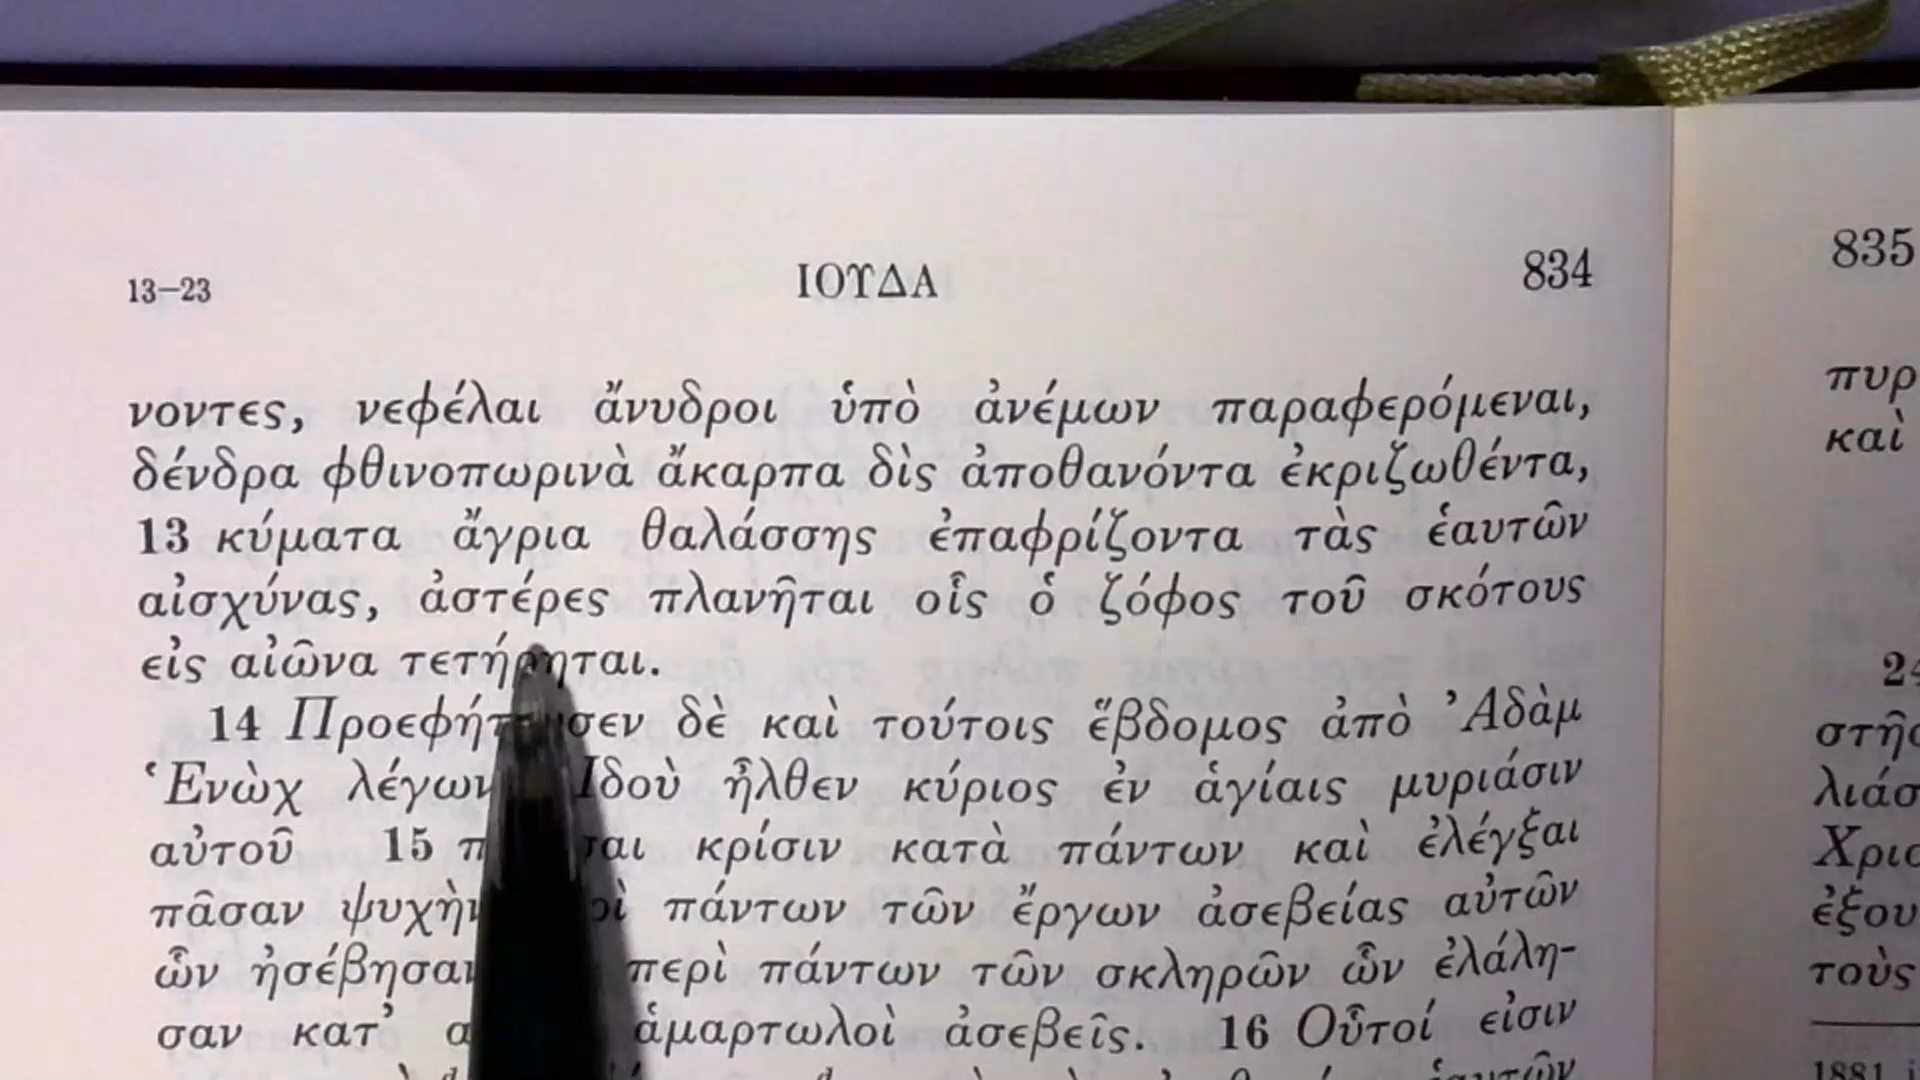 13–23 ΙΟΥΔΑ 834
νοντες, νεφέλαι ἄνυδροι ὑπὸ ἀνέμων παραφερόμεναι,
δένδρα φθινοπωρινὰ ἄκαρπα δὶς ἀποθανόντα ἐκριζωθέντα,
13 κύματα ἄγρια θαλάσσης ἐπαφρίζοντα τὰς ἑαυτῶν
αἰσχύνας, ἀστέρες πλανῆται οἷς ὁ ζόφος τοῦ σκότους
εἰς αἰῶνα τετήρηται.
14 Προεφήτευσεν δὲ καὶ τούτοις ἕβδομος ἀπὸ Ἀδὰμ
Ἑνὼχ λέγων Ἰδοὺ ἦλθεν κύριος ἐν ἁγίαις μυριάσιν
αὐτοῦ 15 κρίσιν κατὰ πάντων καὶ ἐλέγξαι
πᾶσαν ψυχὴν πάντων τῶν ἔργων ἀσεβείας αὐτῶν
ὧν ἠσέβησαν περὶ πάντων τῶν σκληρῶν ὧν ἐλάλη-
σαν κατ’ ἁμαρτωλοὶ ἀσεβεῖς. 16 Οὗτοί εἰσιν
835
πυρ
καὶ
24
στῆσ
λιάσ
Χρισ
ἐξου
τοὺς
1881